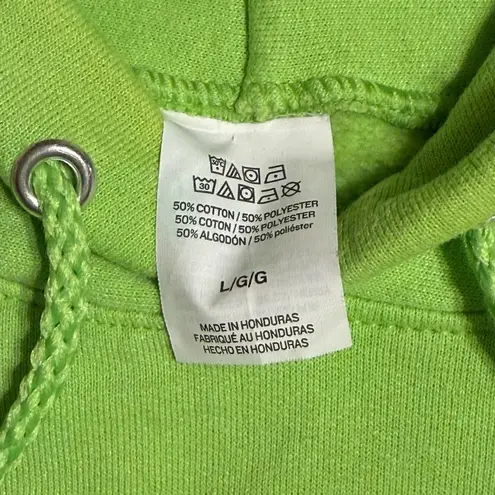 30
50% COTTON / 50% POLYESTER
50% COTON / 50% POLYESTER
50% ALGODÓN / 50% poliéster
L/G/G
MADE IN HONDURAS
FABRIQUÉ AU HONDURAS
HECHO EN HONDURAS